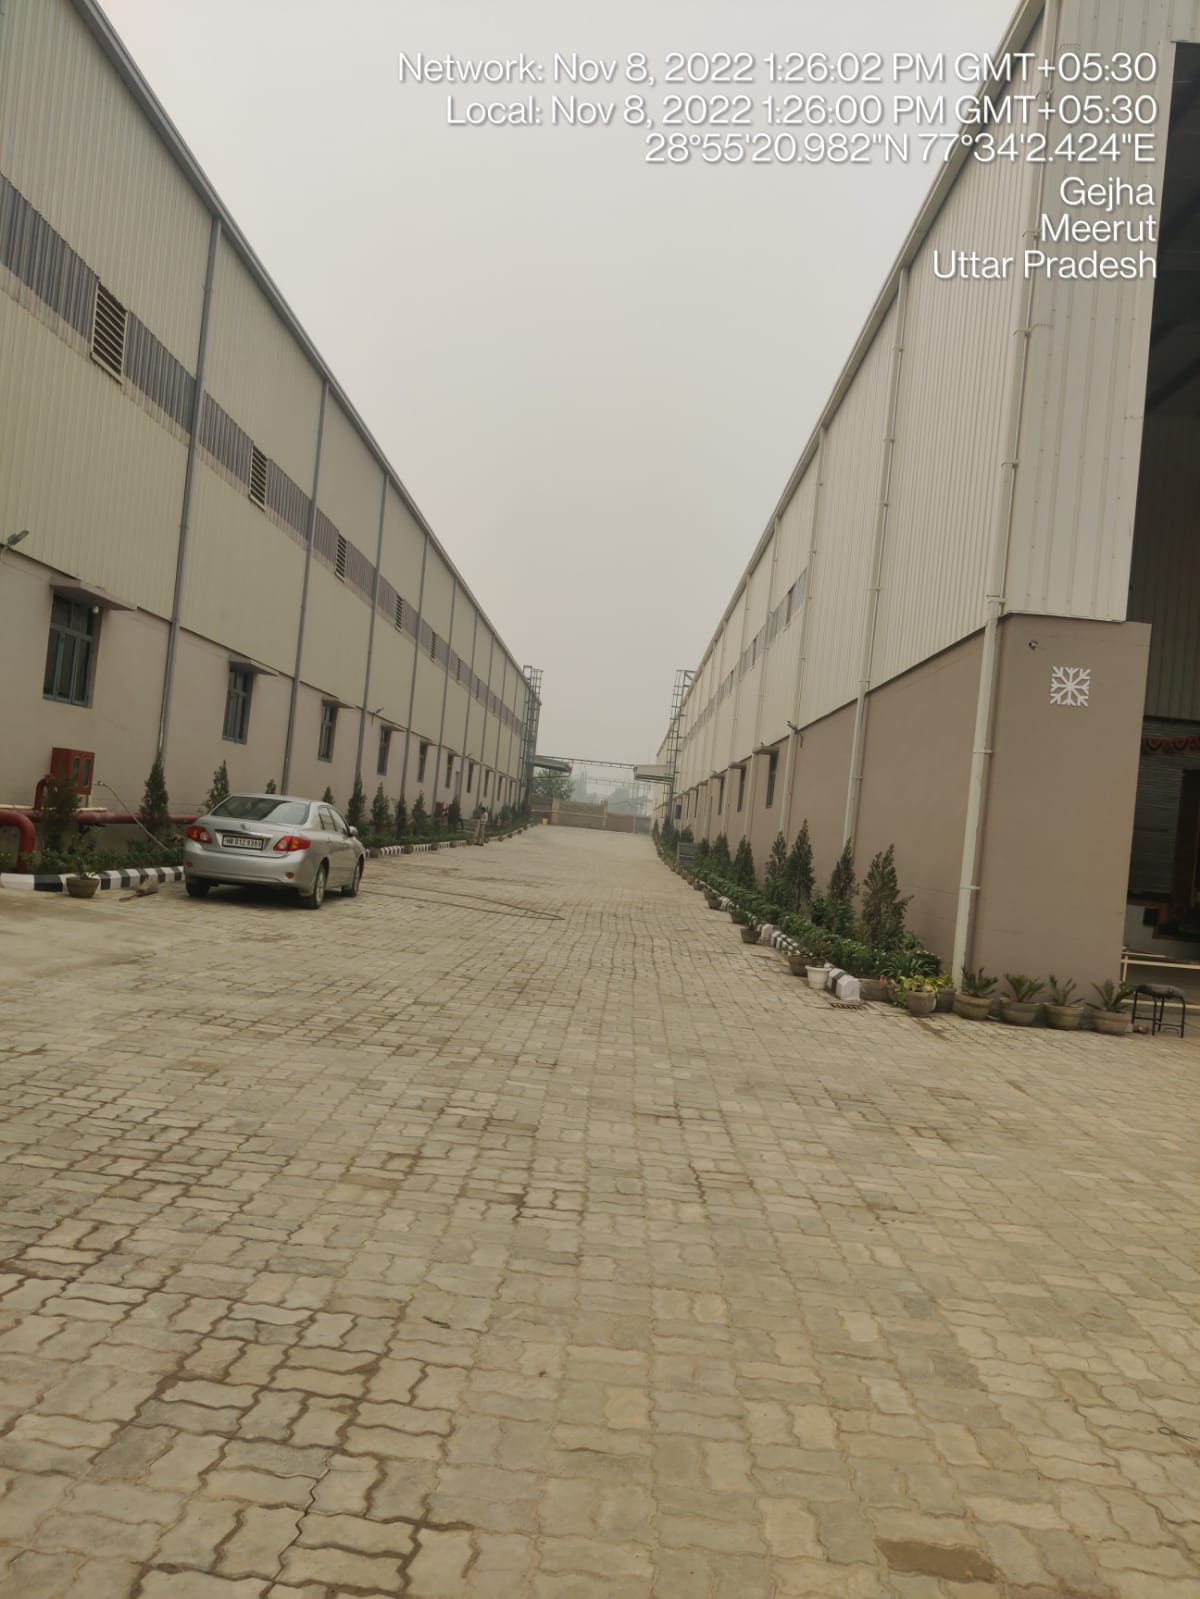 Network: Nov 8, 2022 1:26:02 PM GMT+05:30
Local: Nov 8, 2022 1:26:00 PM GMT+05:30
28°55'20.982"N 77°34'2.424"E
Gejha
Meerut
Uttar Pradesh